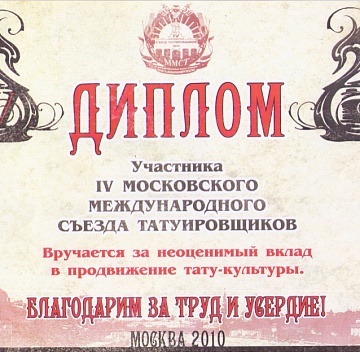 ММСТ
ДИПЛОМ
Участника
IV МОСКОВСКОГО
МЕЖДУНАРОДНОГО
СЪЕЗДА ТАТУИРОВЩИКОВ
Вручается за неоценимый вклад
в продвижение тату-культуры.
БЛАГОДАРИМ ЗА ТРУД И УСЕРДИЕ!
МОСКВА 2010